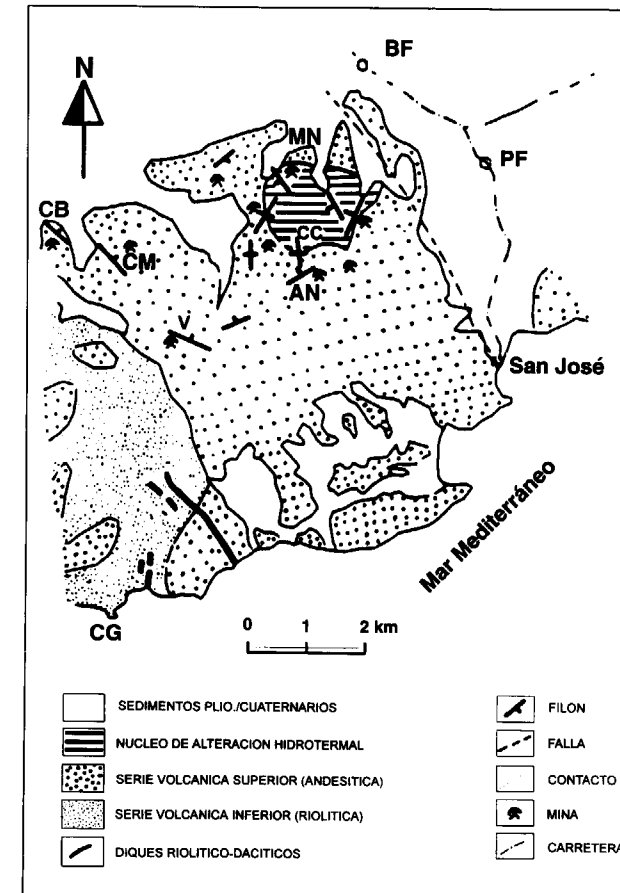 BF
N
MN
PF
CB
CC
CM
AN
V
San José
Mar Mediterráneo
CG
0 1 2 km
SEDIMENTOS PLIO./CUATERNARIOS
NUCLEO DE ALTERACION HIDROTERMAL
SERIE VOLCANICA SUPERIOR (ANDESITICA)
SERIE VOLCANICA INFERIOR (RIOLITICA)
DIQUES RIOLITICO-DACITICOS
FILON
FALLA
CONTACTO
MINA
CARRETERA